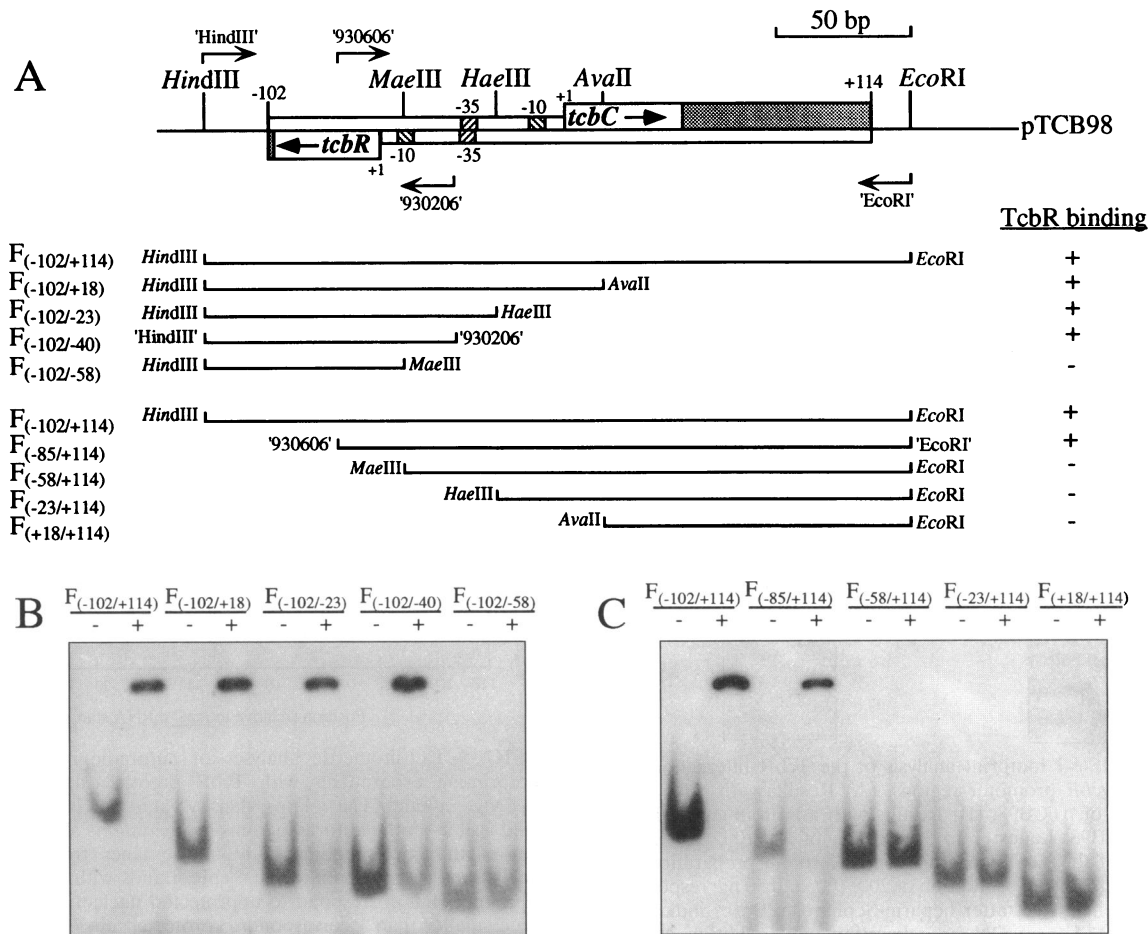 50 bp
'HindIII' '930606'
A
HindIII MaeIII HaeIII AvaII EcoRI
-102 -35 -10 +1 +114
tcbC
pTCB98
tcbR
+1 -10 -35
'930206' 'EcoRI'
TcbR binding
F(-102/+114) HindIII EcoRI +
F(-102/+18) HindIII AvaII +
F(-102/-23) HindIII HaeIII +
F(-102/-40) 'HindIII' '930206' +
F(-102/-58) HindIII MaeIII -
F(-102/+114) HindIII EcoRI +
F(-85/+114) '930606' 'EcoRI' +
F(-58/+114) MaeIII EcoRI -
F(-23/+114) HaeIII EcoRI -
F(+18/+114) AvaII EcoRI -
B
F(-102/+114) F(-102/+18) F(-102/-23) F(-102/-40) F(-102/-58)
- + - + - + - + - +
C
F(-102/+114) F(-85/+114) F(-58/+114) F(-23/+114) F(+18/+114)
- + - + - + - + - +